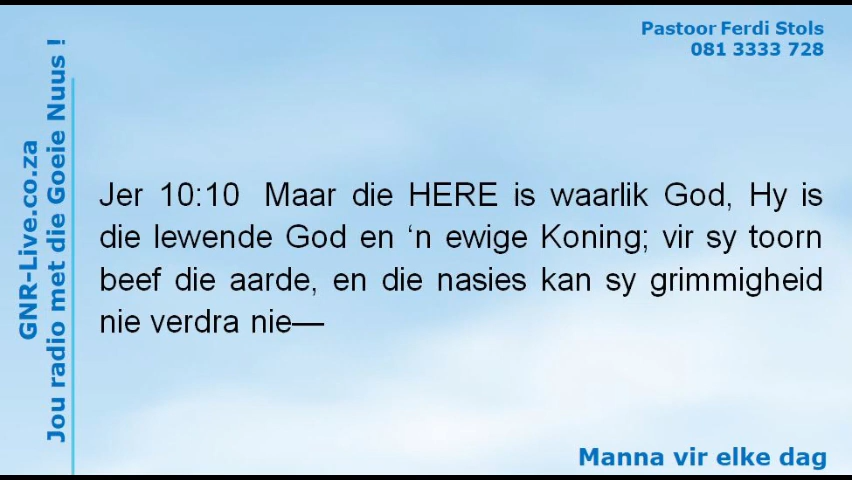 Pastoor Ferdi Stols
081 3333 728
GNR-Live.co.za
Jou radio met die Goeie Nuus !
Jer 10:10 Maar die HERE is waarlik God, Hy is
die lewende God en ‘n ewige Koning; vir sy toorn
beef die aarde, en die nasies kan sy grimmigheid
nie verdra nie—
Manna vir elke dag